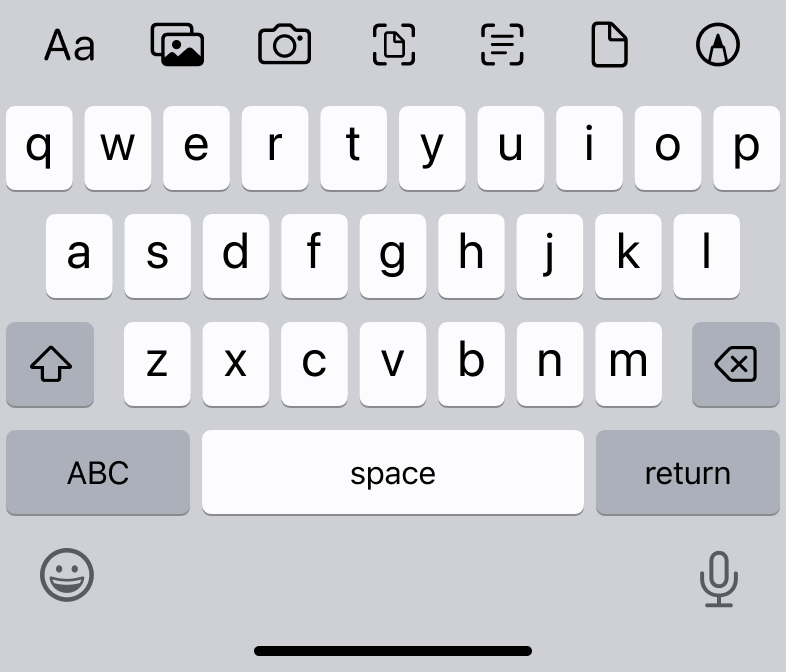 Aa
q w e r t y u i o p
a s d f g h j k l
z x c v b n m
ABC space return